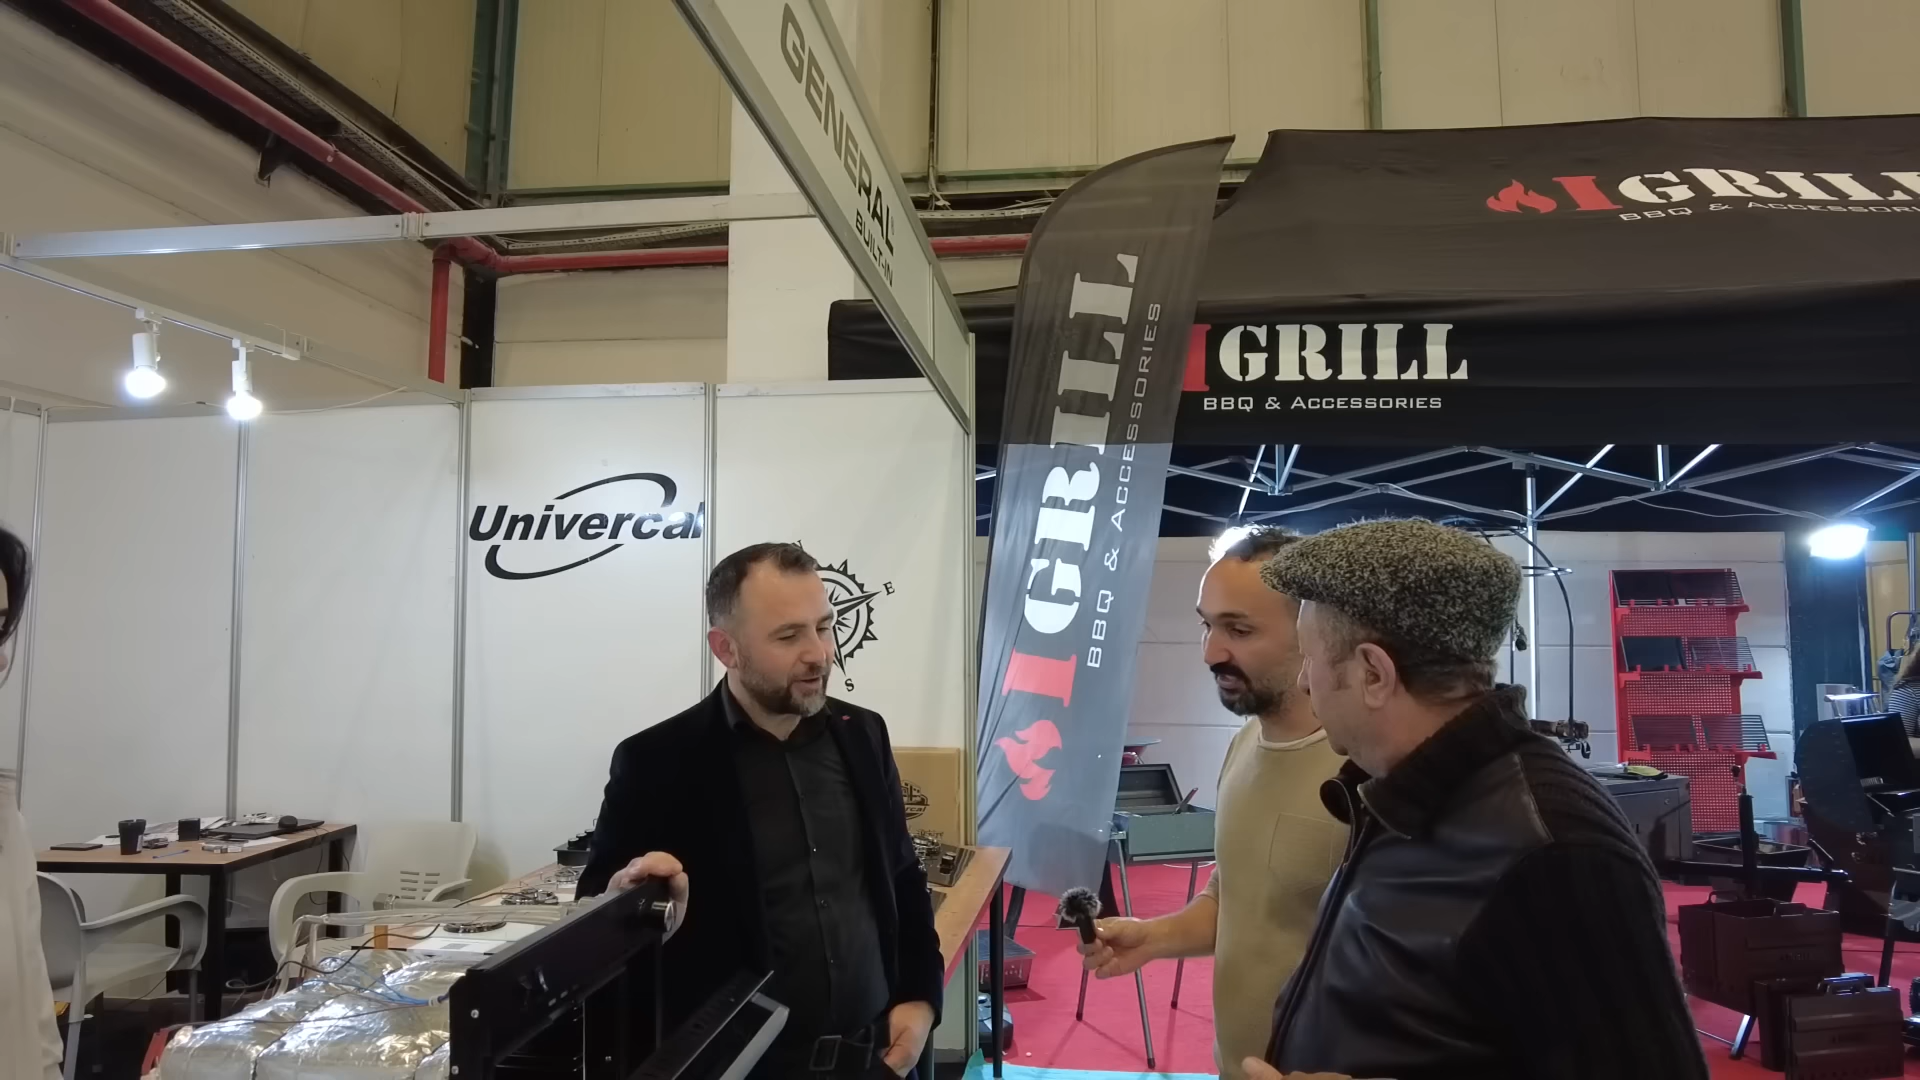 GENERAL
BUILT-IN
IGRILL
BBQ & ACCESSORIES
IGRILL
BBQ & ACCESSORIES
IGRILL
BBQ & ACCESSORIES
Univercal
E
S